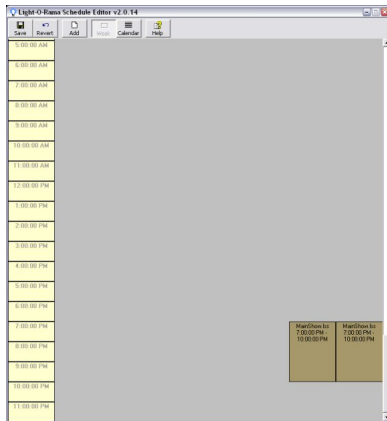 Light-O-Rama Schedule Editor v2.0.14
Save Revert Add Week Calendar Help
5:00:00 AM
6:00:00 AM
7:00:00 AM
8:00:00 AM
9:00:00 AM
10:00:00 AM
11:00:00 AM
12:00:00 PM
1:00:00 PM
2:00:00 PM
3:00:00 PM
4:00:00 PM
5:00:00 PM
6:00:00 PM
7:00:00 PM
MainShow.lss MainShow.lss
7:00:00 PM - 7:00:00 PM -
10:00:00 PM 10:00:00 PM
8:00:00 PM
9:00:00 PM
10:00:00 PM
11:00:00 PM